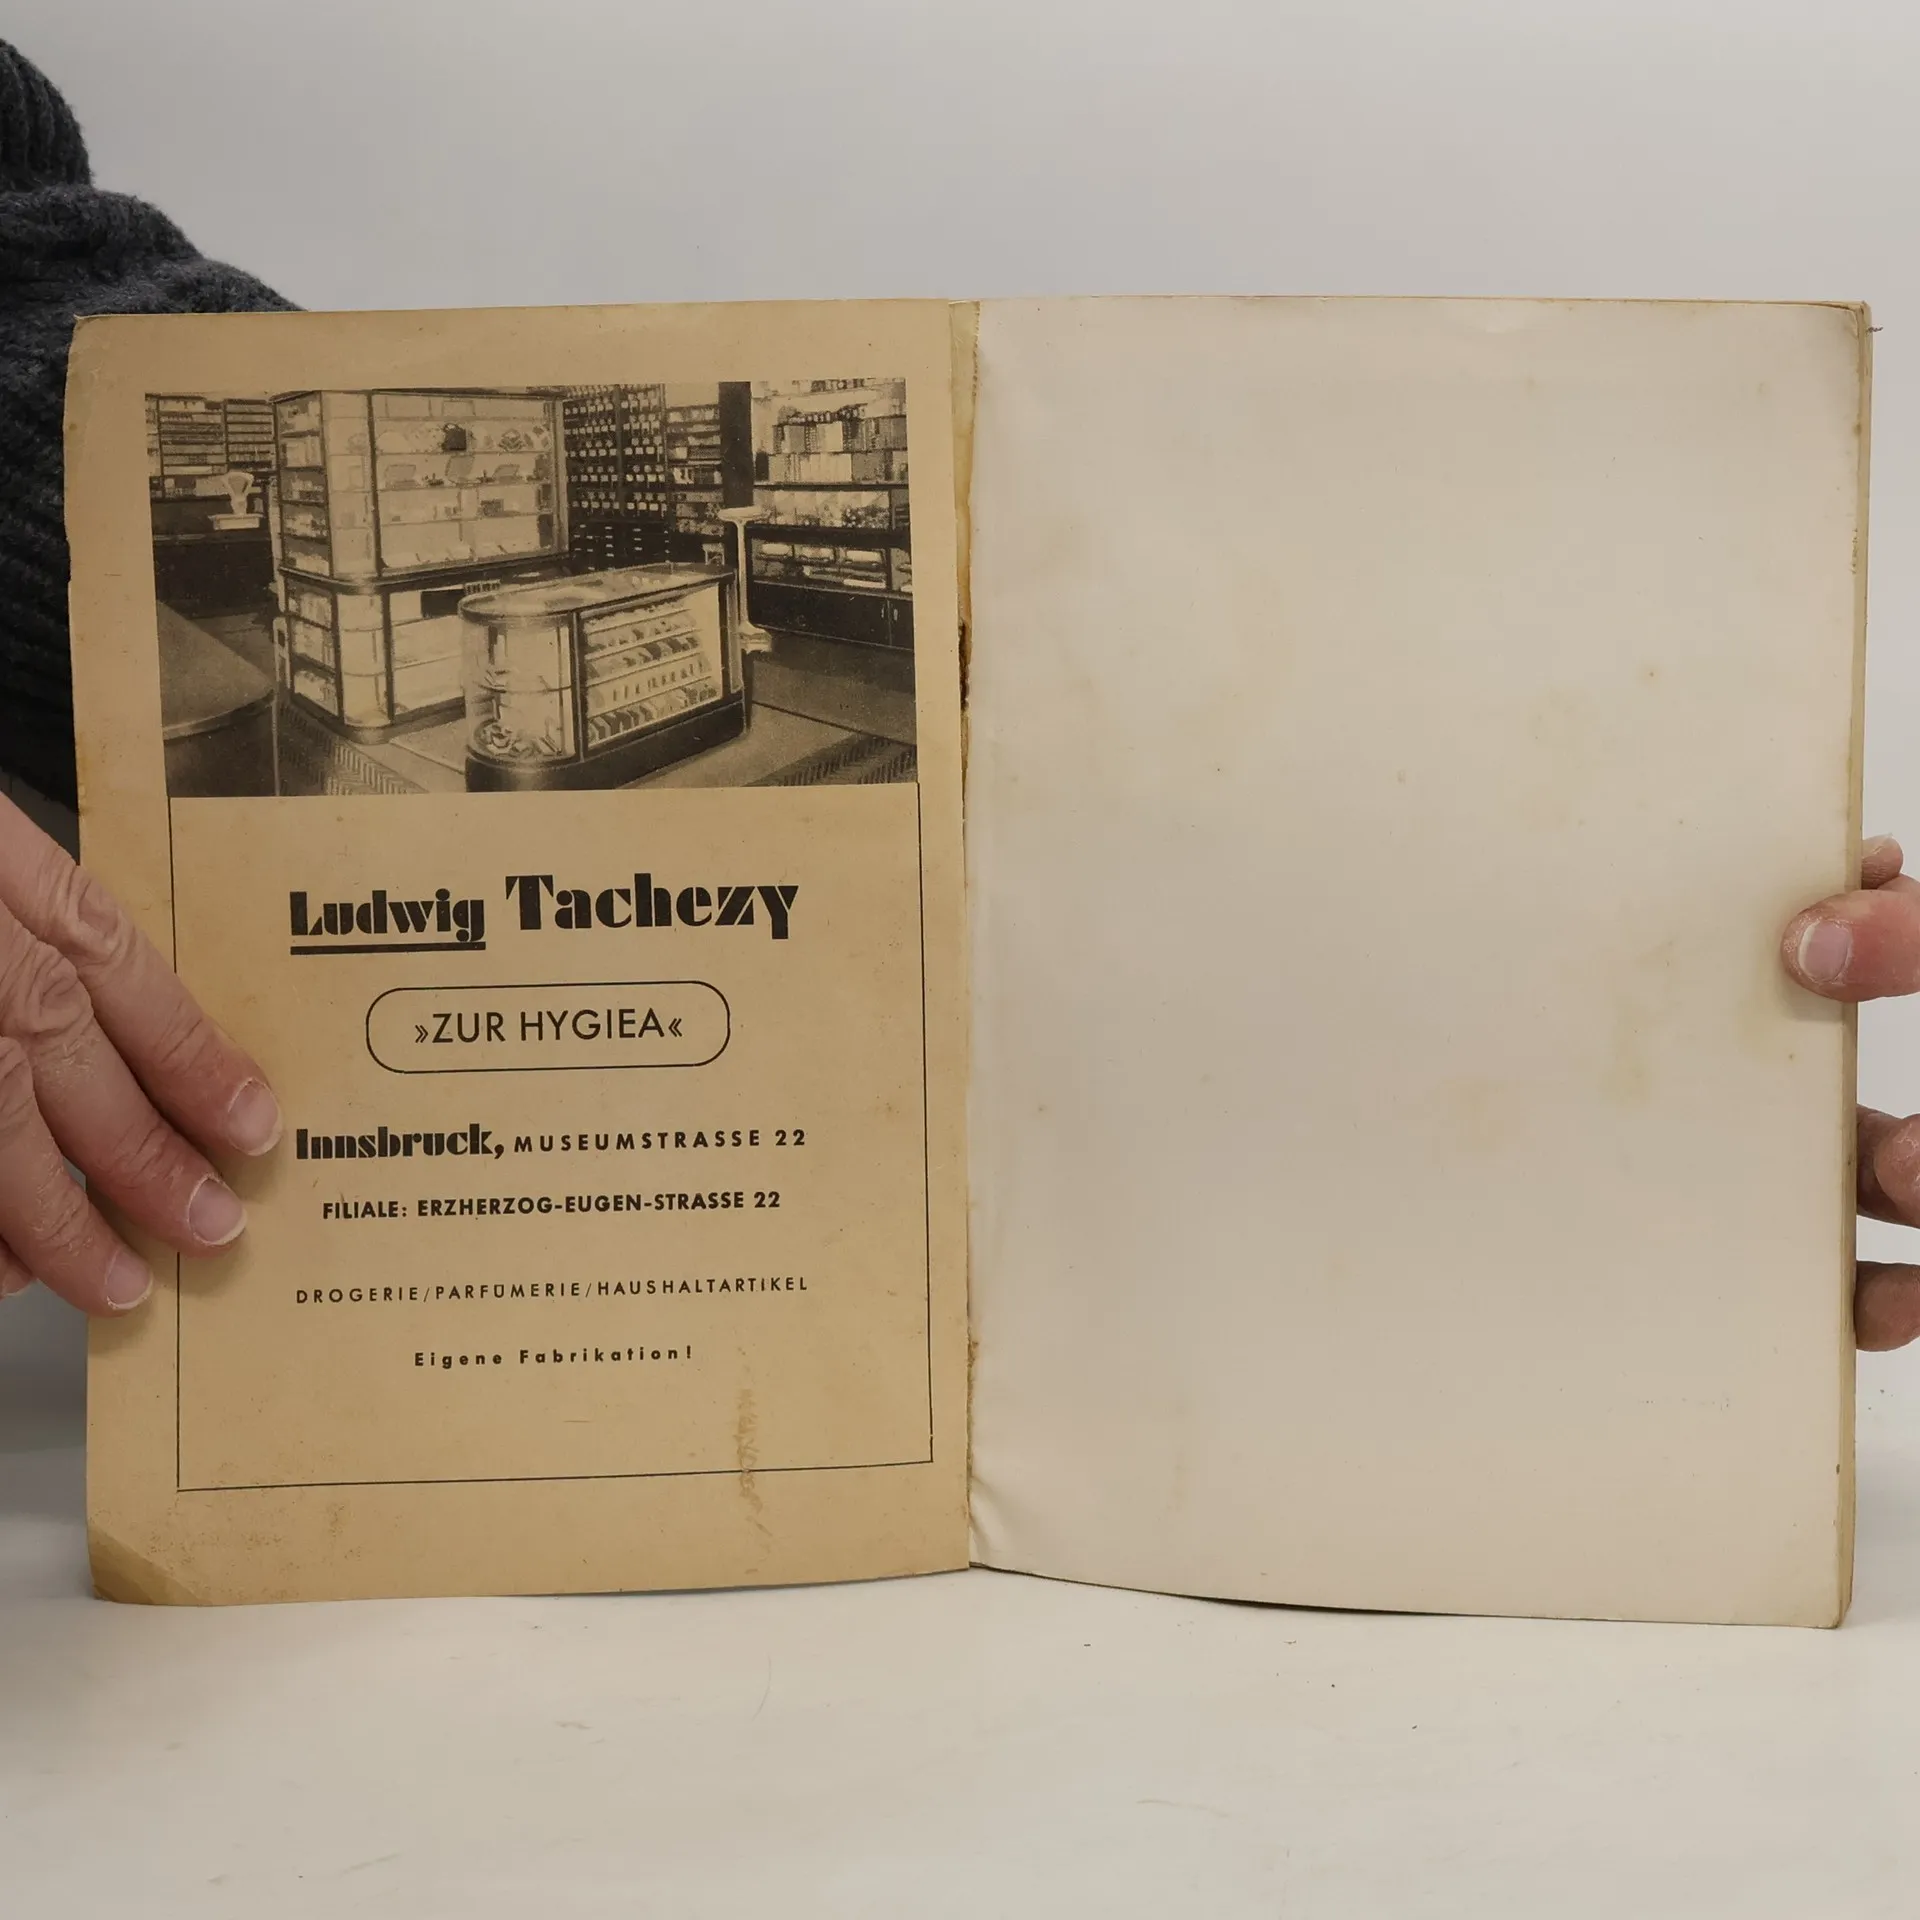 Ludwig Tachezy
»ZUR HYGIEA«
Innsbruck, MUSEUMSTRASSE 22
FILIALE: ERZHERZOG-EUGEN-STRASSE 22
DROGERIE/PARFÜMERIE/HAUSHALTARTIKEL
Eigene Fabrikation!